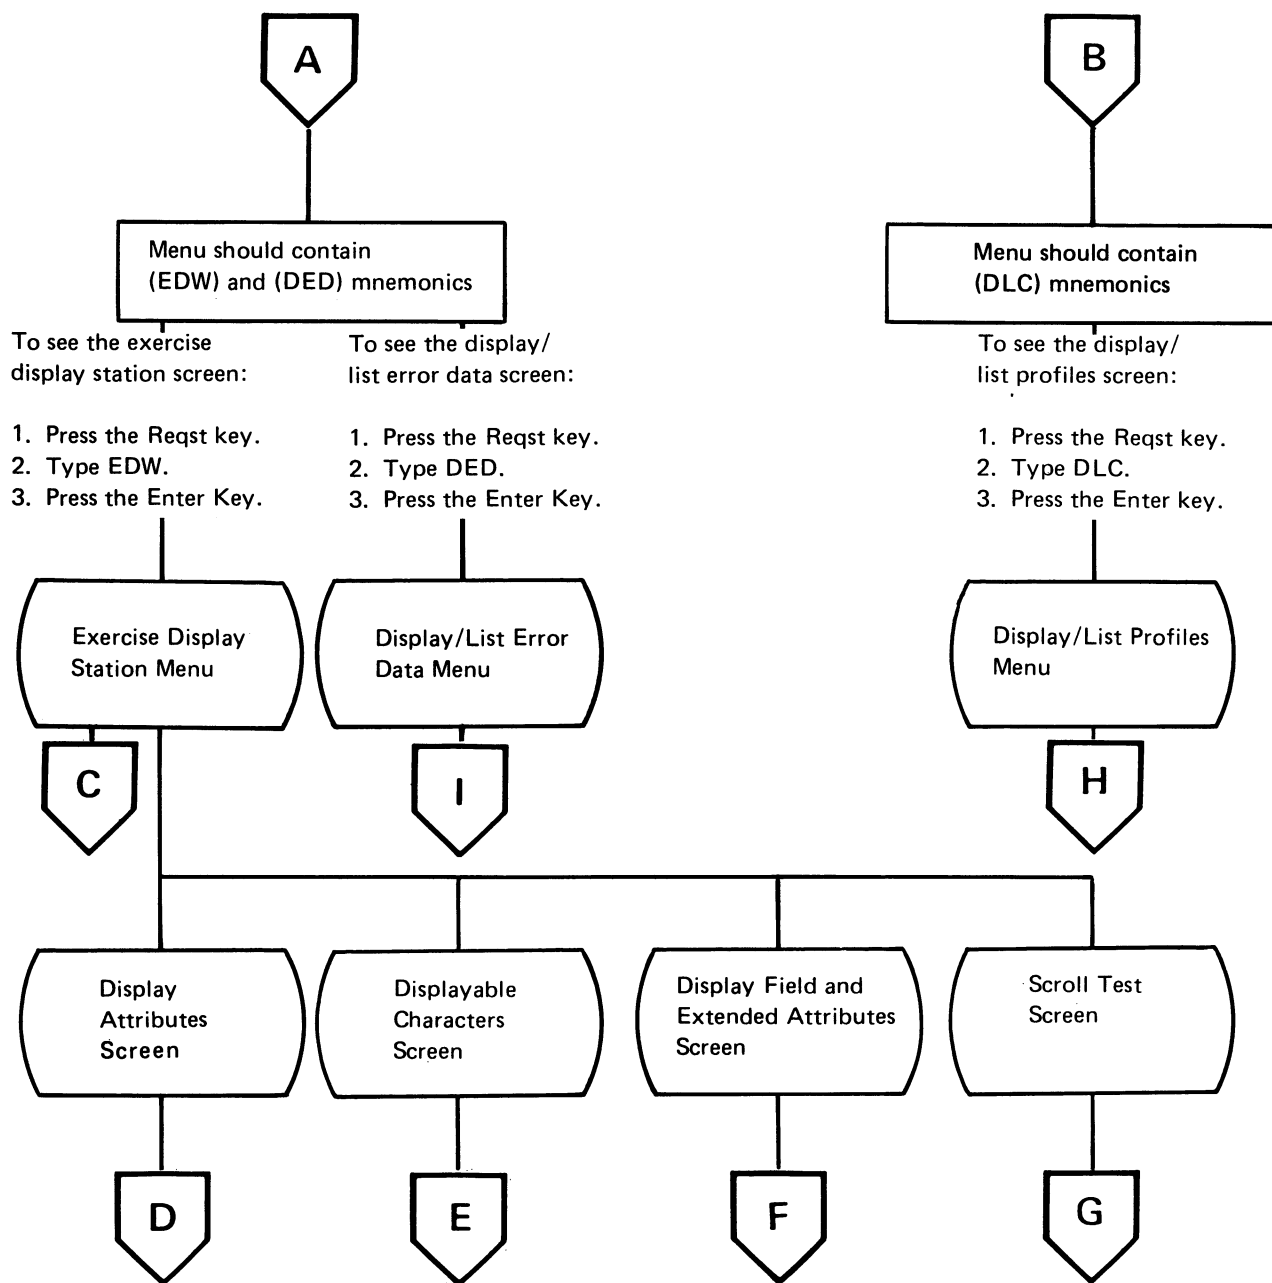 A
B
Menu should contain
(EDW) and (DED) mnemonics
Menu should contain
(DLC) mnemonics
To see the exercise
display station screen:
1. Press the Reqst key.
2. Type EDW.
3. Press the Enter Key.
To see the display/
list error data screen:
1. Press the Reqst key.
2. Type DED.
3. Press the Enter Key.
To see the display/
list profiles screen:
1. Press the Reqst key.
2. Type DLC.
3. Press the Enter key.
Exercise Display
Station Menu
Display/List Error
Data Menu
Display/List Profiles
Menu
C
I
H
Display
Attributes
Screen
Displayable
Characters
Screen
Display Field and
Extended Attributes
Screen
Scroll Test
Screen
D
E
F
G